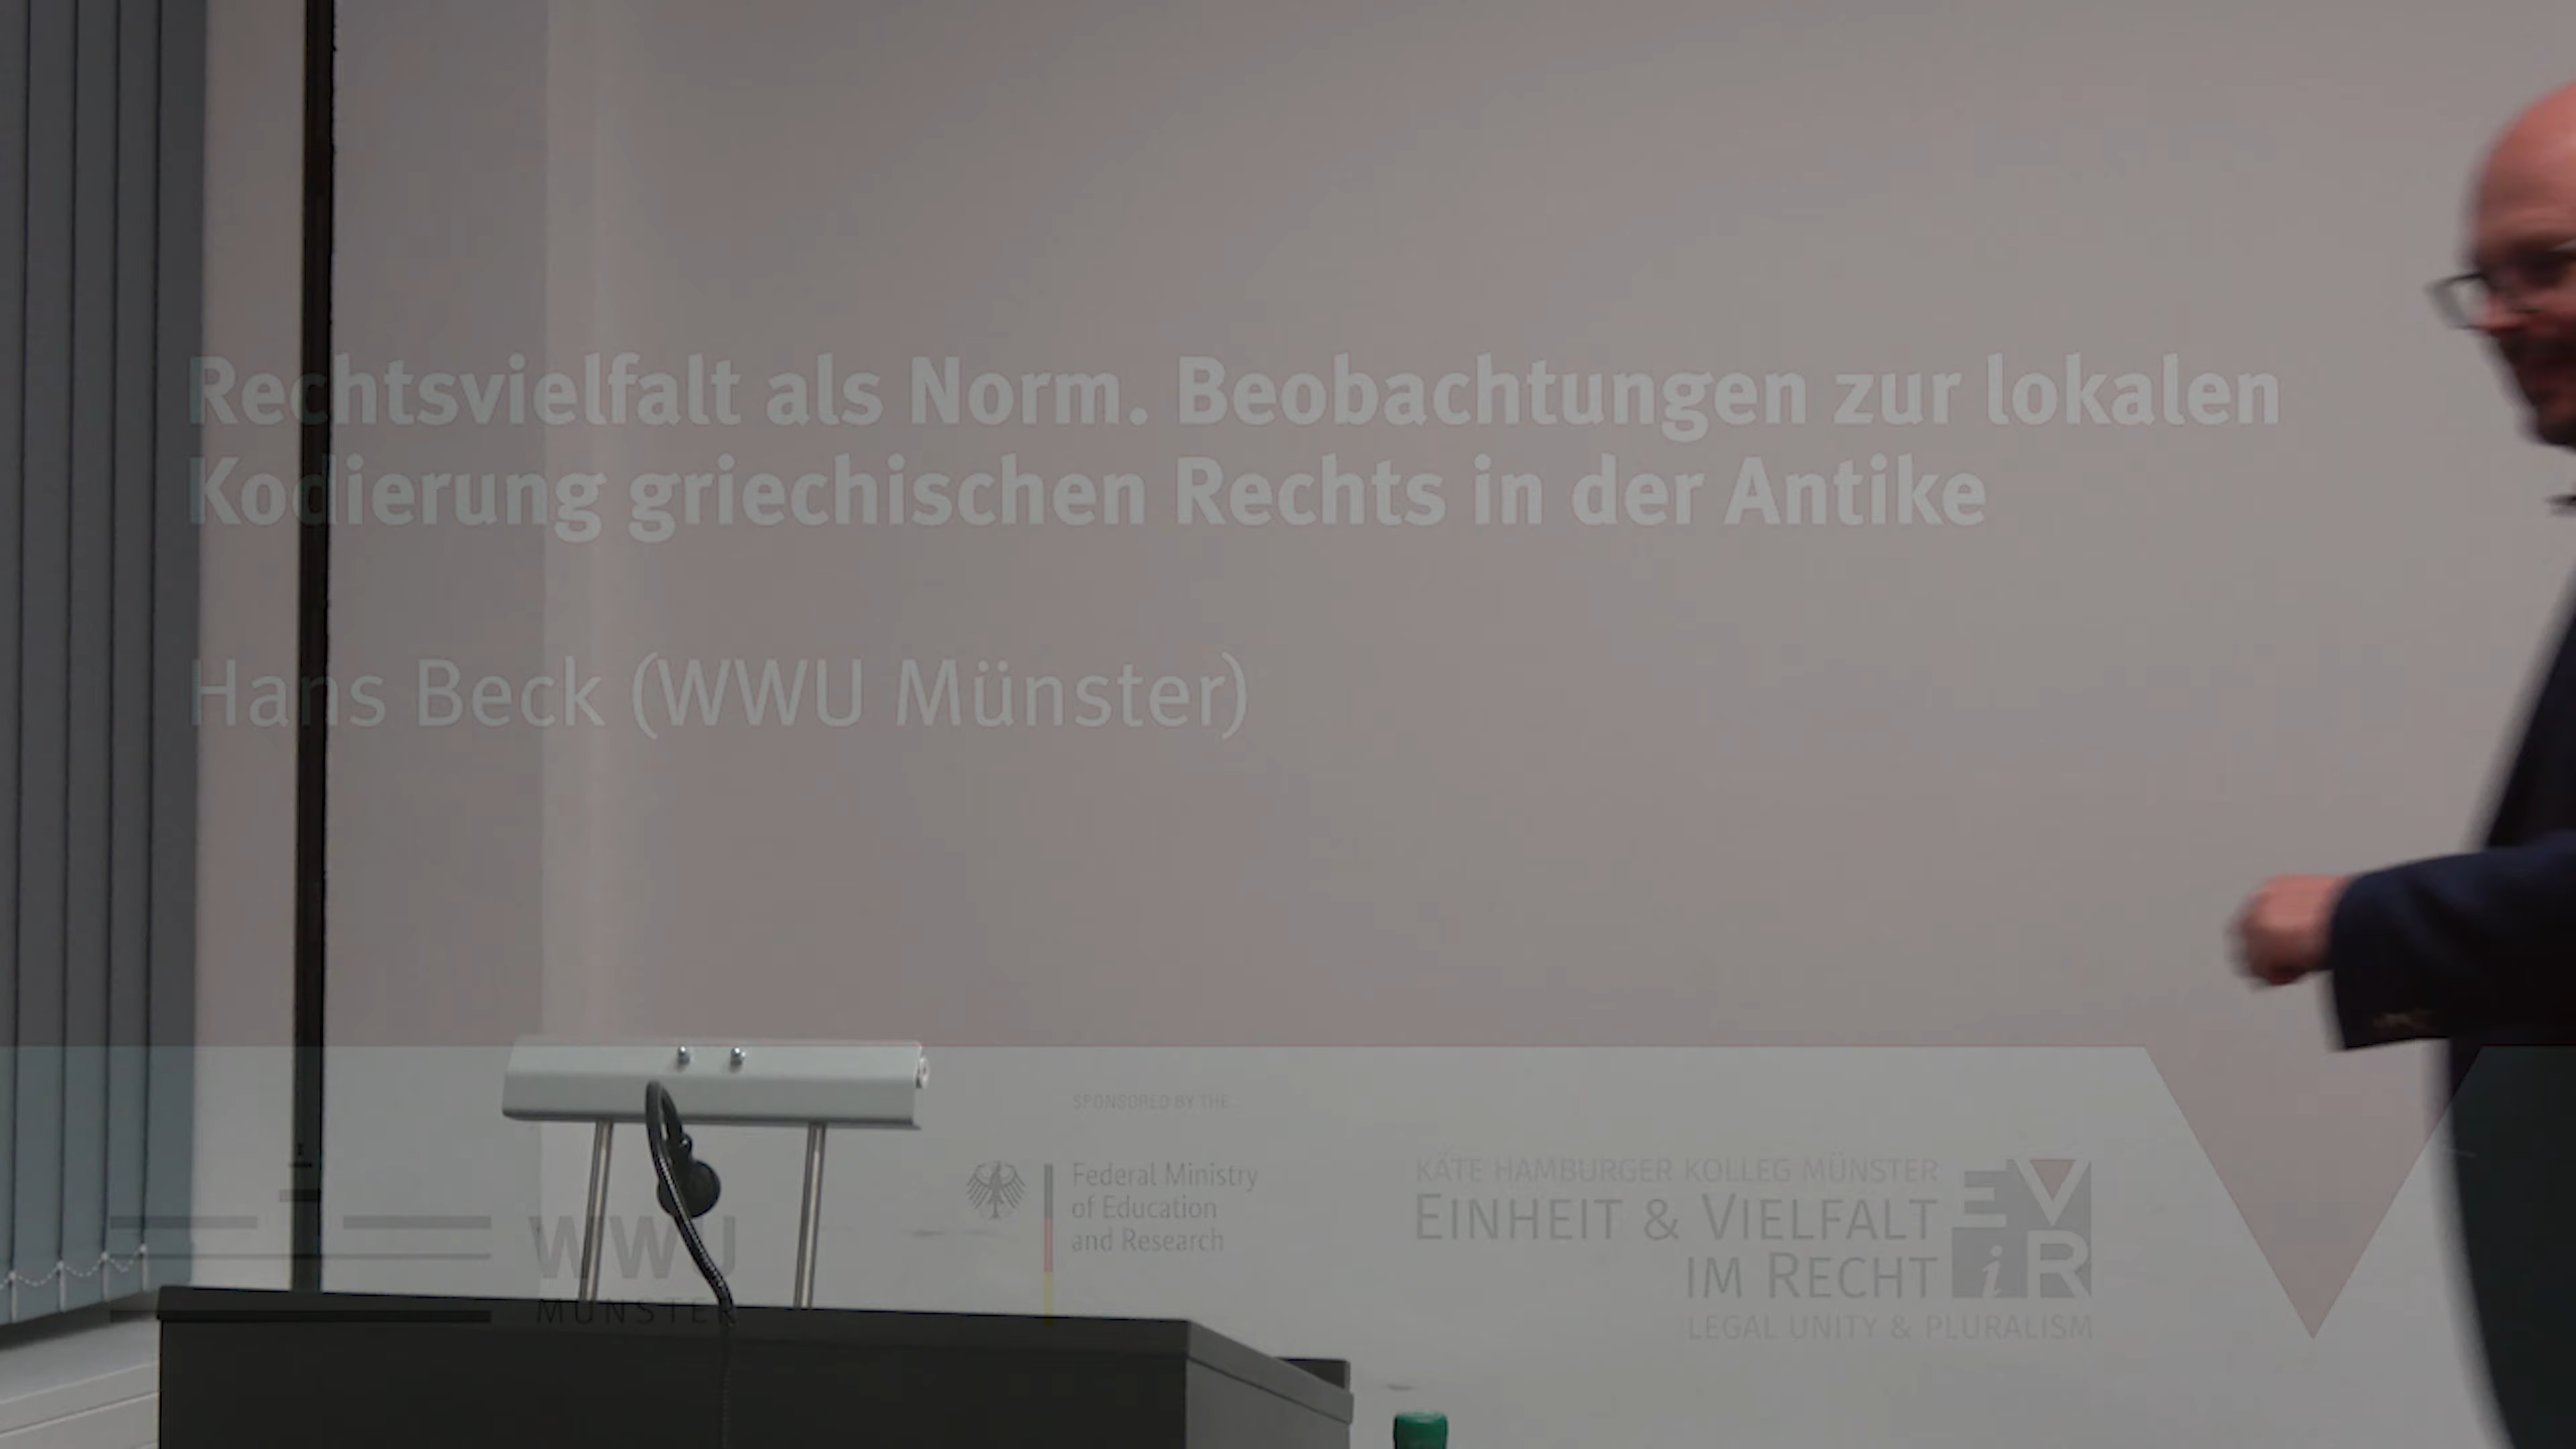 Rechtsvielfalt als Norm. Beobachtungen zur lokalen
Kodierung griechischen Rechts in der Antike
Hans Beck (WWU Münster)
WWU
MÜNSTER
SPONSORED BY THE
Federal Ministry
of Education
and Research
KÄTE HAMBURGER KOLLEG MÜNSTER
EINHEIT & VIELFALT
IM RECHT
LEGAL UNITY & PLURALISM
EViR